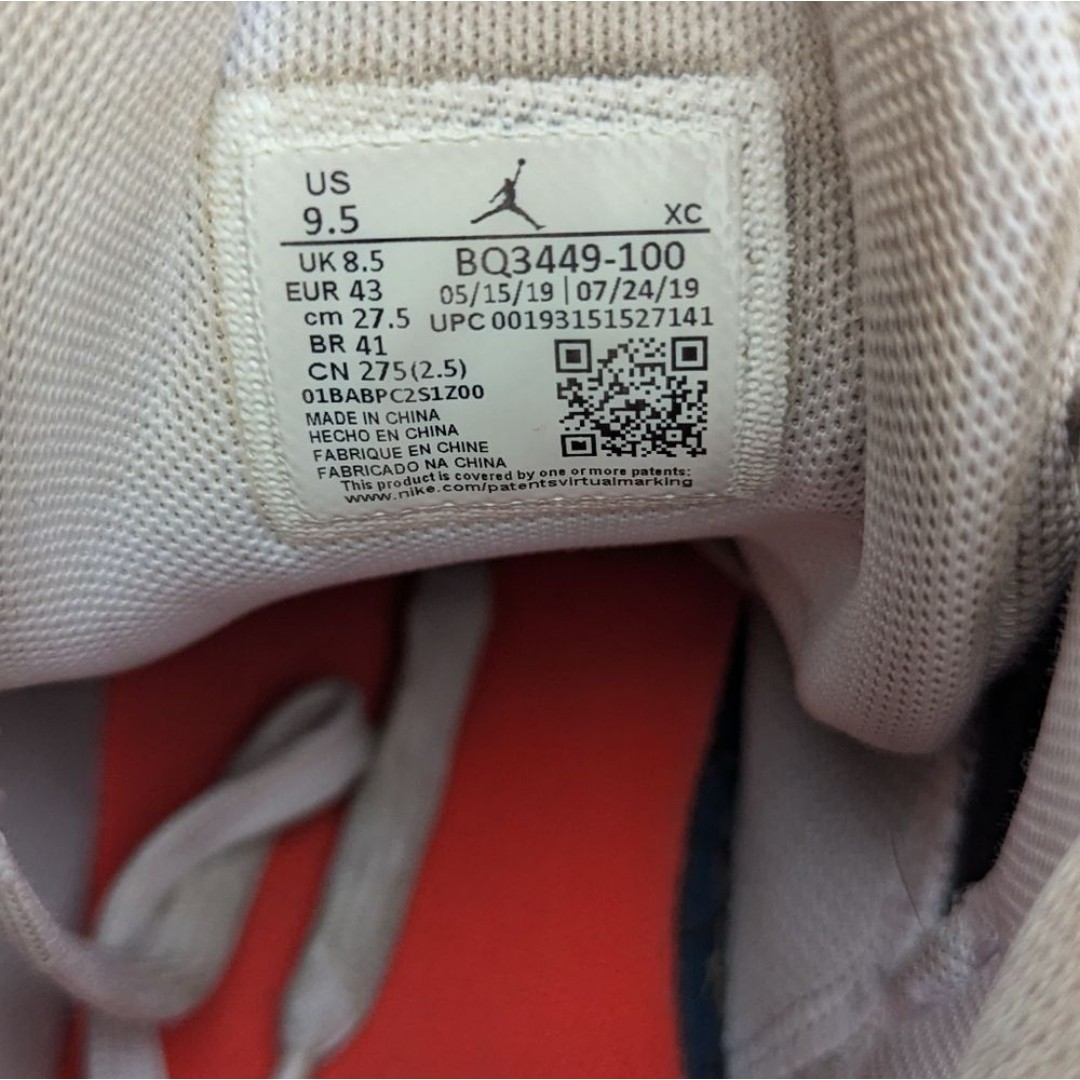 US
9.5 XC
UK 8.5 BQ3449-100
EUR 43 05/15/19 | 07/24/19
cm 27.5 UPC 00193151527141
BR 41
CN 275(2.5)
01BABPC2S1Z00
MADE IN CHINA
HECHO EN CHINA
FABRIQUE EN CHINE
FABRICADO NA CHINA
This product is covered by one or more patents:
www.nike.com/patentsvirtualmarking